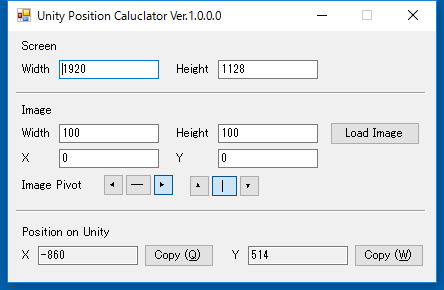 Unity Position Caluclator Ver.1.0.0.0
Screen
Width 1920 Height 1128
Image
Width 100 Height 100 Load Image
X 0 Y 0
Image Pivot
Position on Unity
X -860 Copy (Q) Y 514 Copy (W)